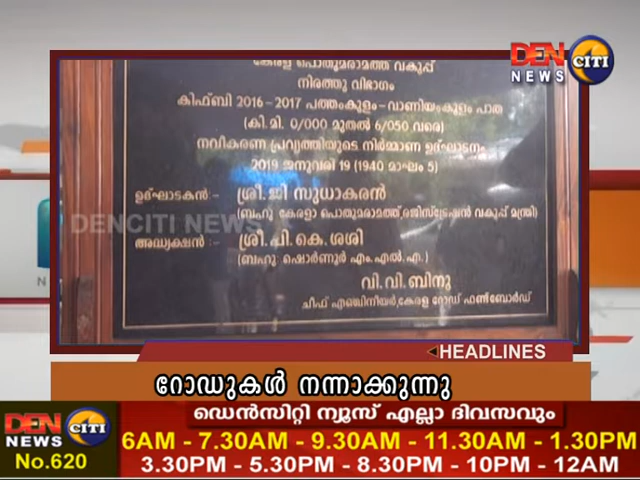 കേരള പൊതുമരാമത്ത് വകുപ്പ്
നിരത്തു വിഭാഗം
കിഫ്ബി 2016-2017 പത്തംകുളം-വാണിയംകുളം പാത
(കി.മി. 0/000 മുതൽ 6/050 വരെ)
നവീകരണ പ്രവൃത്തിയുടെ നിർമ്മാണ ഉദ്ഘാടനം
2019 ജനുവരി 19 (1940 മാഘം 5)
ഉദ്ഘാടകൻ :- ശ്രീ.ജി സുധാകരൻ
(ബഹു കേരളാ പൊതുമരാമത്ത്,രജിസ്ട്രേഷൻ വകുപ്പ് മന്ത്രി)
അദ്ധ്യക്ഷൻ :- ശ്രീ.പി.കെ.ശശി
(ബഹു: ഷൊർണൂർ എം.എൽ.എ.)
വി.വി.ബിനു
ചീഫ് എഞ്ചിനീയർ,കേരള റോഡ് ഫണ്ട്ബോർഡ്
DENCITI NEWS
DEN NEWS CITI
N
HEADLINES
റോഡുകൾ നന്നാക്കുന്നു
DEN NEWS CITI
No.620
ഡെൻസിറ്റി ന്യൂസ് എല്ലാ ദിവസവും
6AM - 7.30AM - 9.30AM - 11.30AM - 1.30PM
3.30PM - 5.30PM - 8.30PM - 10PM - 12AM